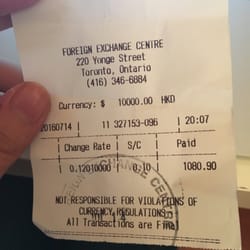 FOREIGN EXCHANGE CENTRE
220 Yonge Street
Toronto, Ontario
(416) 346-6884
Currency: $ 10000.00 HKD
20160714 11 327153-096 20:07
Change Rate S/C Paid
0.12010000 0.10 1080.90
EXCHANGE CENTRE
NOT RESPONSIBLE FOR VIOLATIONS OF
CURRENCY REGULATIONS
All Transactions are Final